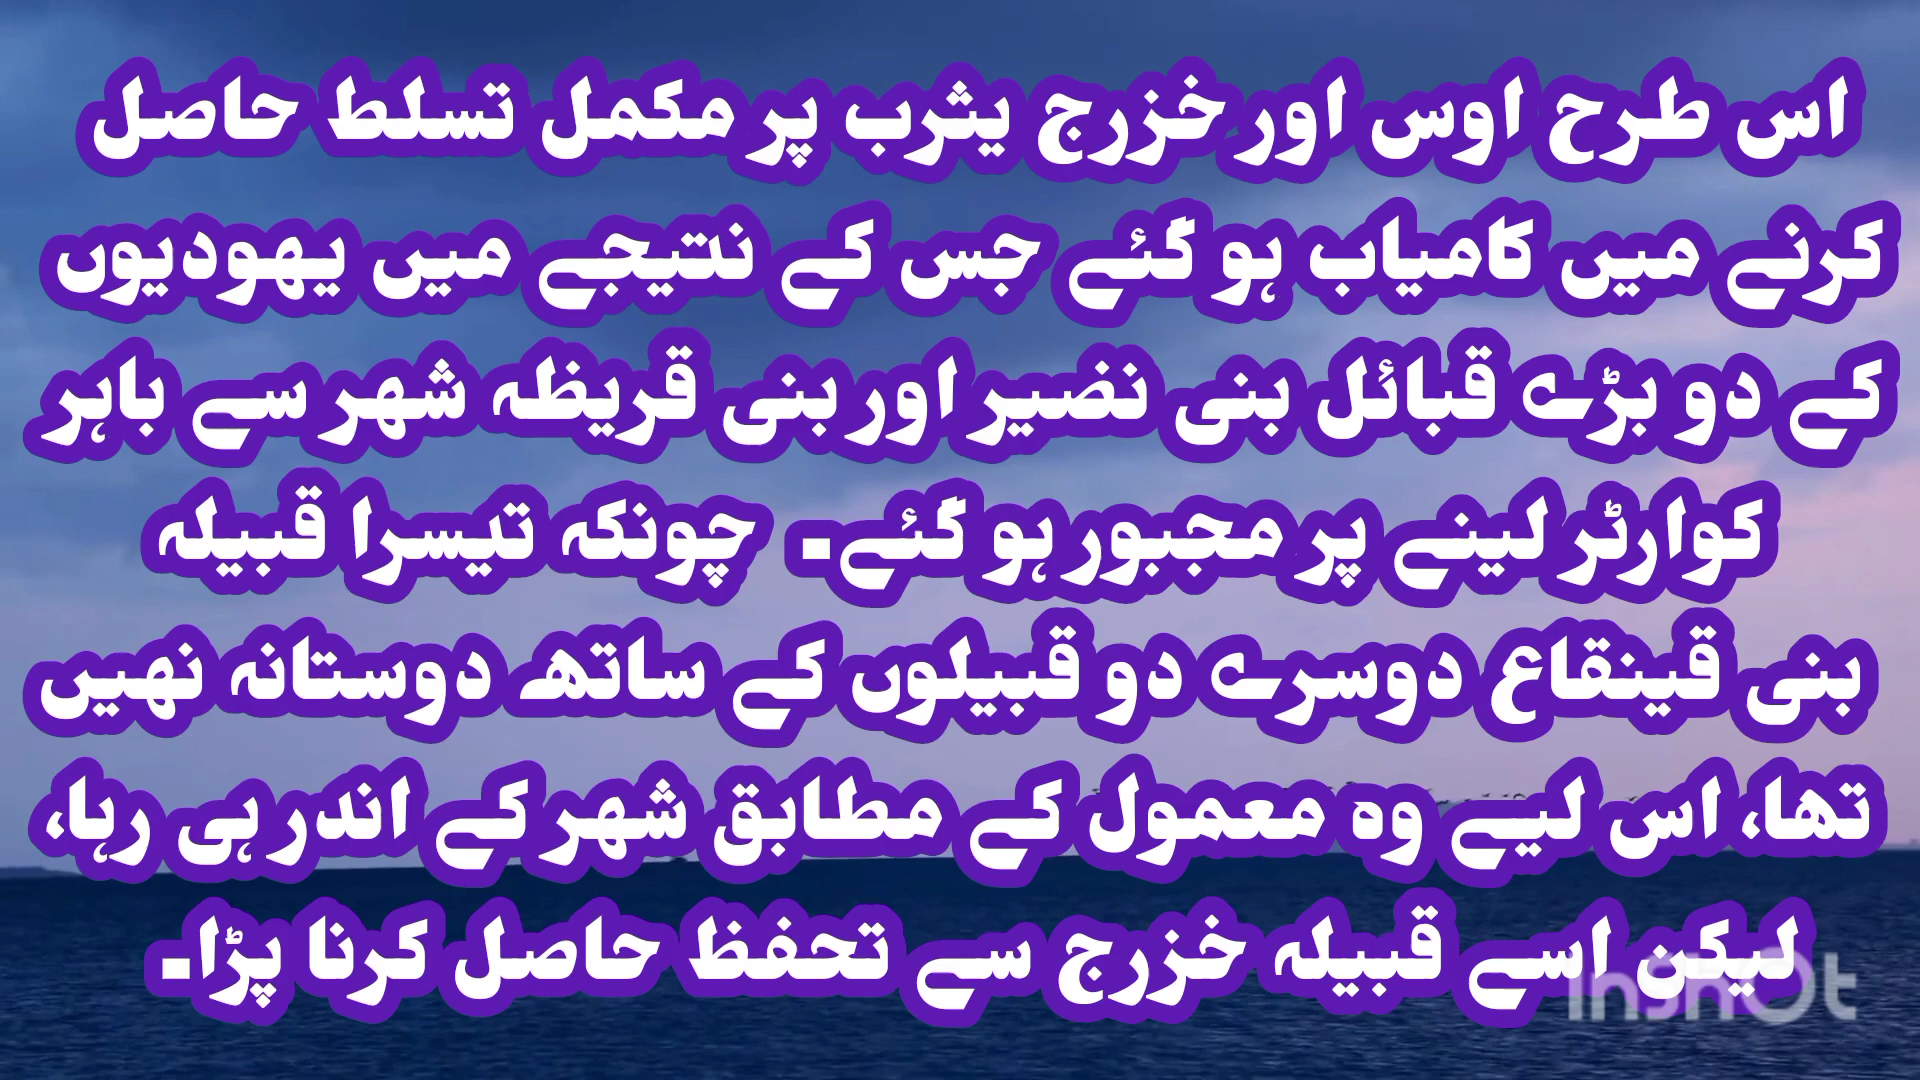 اس طرح اوس اور خزرج یثرب پر مکمل تسلط حاصل
کرنے میں کامیاب ہو گئے جس کے نتیجے میں یہودیوں
کے دو بڑے قبائل بنی نضیر اور بنی قریظہ شہر سے باہر
کوارٹر لینے پر مجبور ہو گئے۔ چونکہ تیسرا قبیلہ
بنی قینقاع دوسرے دو قبیلوں کے ساتھ دوستانہ نہیں
تھا، اس لیے وہ معمول کے مطابق شہر کے اندر ہی رہا،
لیکن اسے قبیلہ خزرج سے تحفظ حاصل کرنا پڑا۔
InShOt